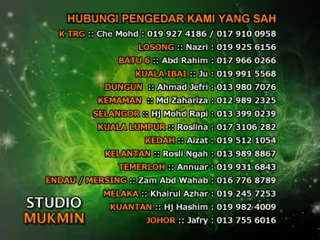 HUBUNGI PENGEDAR KAMI YANG SAH
K TRG :: Che Mohd : 019 927 4186 / 017 910 0958
LOSONG :: Nazri : 019 925 6156
BATU 6 :: Abd Rahim : 017 966 0266
KUALA IBAI :: Ju : 019 991 5568
DUNGUN :: Ahmad Jefri : 013 980 7076
KEMAMAN :: Md Zahariza : 012 989 2325
SELANGOR :: Hj Mohd Rapi : 013 399 0239
KUALA LUMPUR :: Roslina : 017 3106 282
KEDAH :: Aizat : 019 512 1054
KELANTAN :: Rosli Ngah : 013 989 8867
TEMERLOH :: Annuar : 019 931 6843
ENDAU / MERSING :: Zam Abd Wahab : 016 776 8789
MELAKA :: Khairul Azhar : 019 245 7253
KUANTAN :: Hj Hashim : 019 982 4009
JOHOR :: Jafry : 013 755 6016
STUDIO
MUKMIN